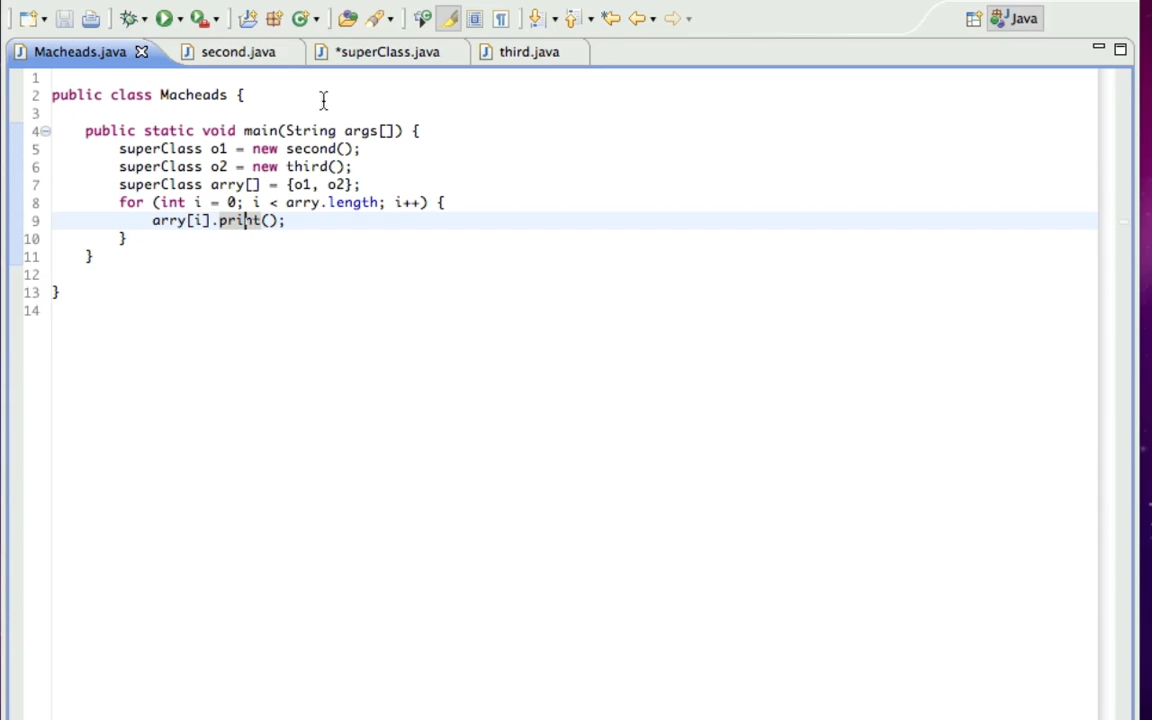 Java
Macheads.java
second.java
*superClass.java
third.java
1
2 public class Macheads {
3
4 public static void main(String args[]) {
5 superClass o1 = new second();
6 superClass o2 = new third();
7 superClass arry[] = {o1, o2};
8 for (int i = 0; i < arry.length; i++) {
9 arry[i].print();
10 }
11 }
12
13 }
14